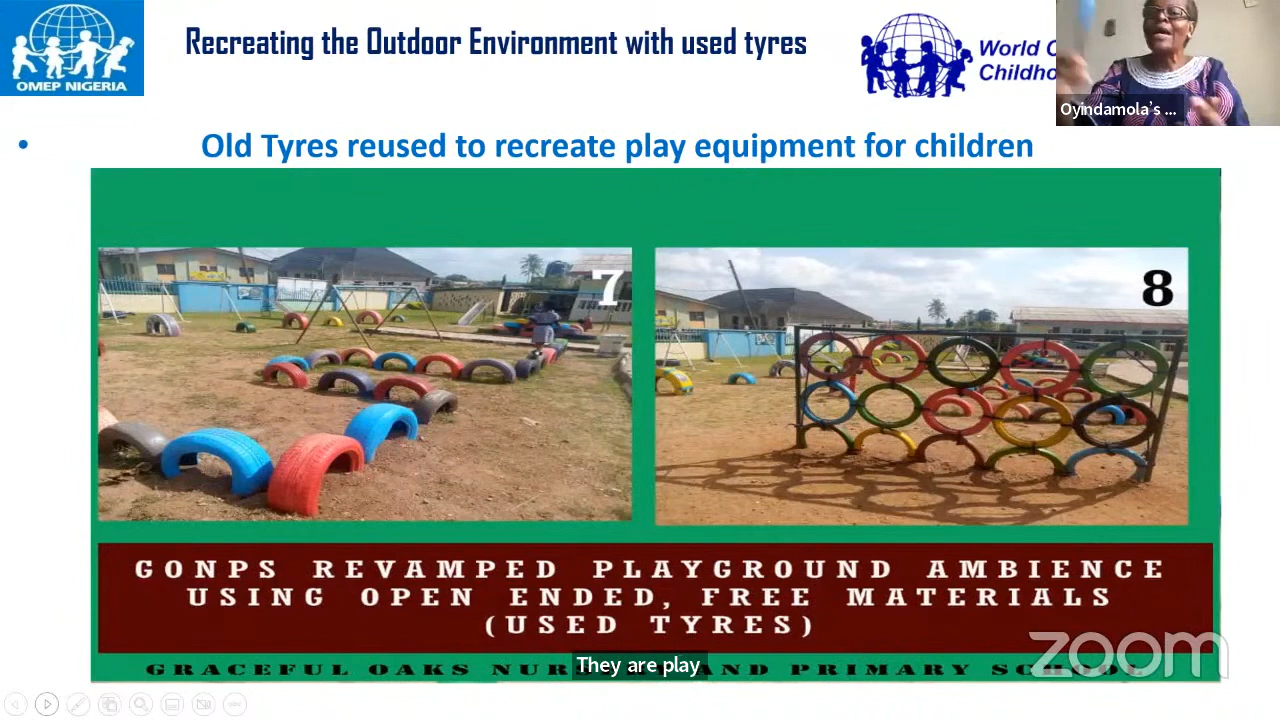 Recreating the Outdoor Environment with used tyres
OMEP NIGERIA
World
Childho
Oyindamola's ...
• Old Tyres reused to recreate play equipment for children
7
8
GONPS REVAMPED PLAYGROUND AMBIENCE
USING OPEN ENDED, FREE MATERIALS
(USED TYRES)
GRACEFUL OAKS AND PRIMARY
They are play
zoom